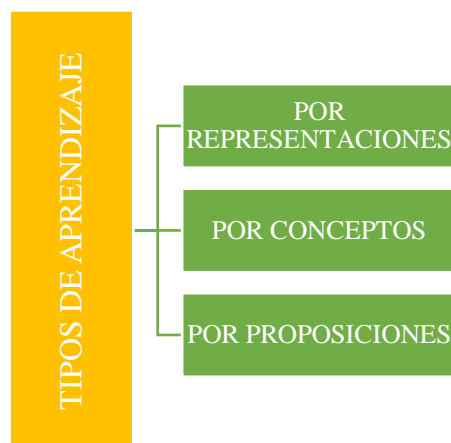 TIPOS DE APRENDIZAJE
POR
REPRESENTACIONES
POR CONCEPTOS
POR PROPOSICIONES